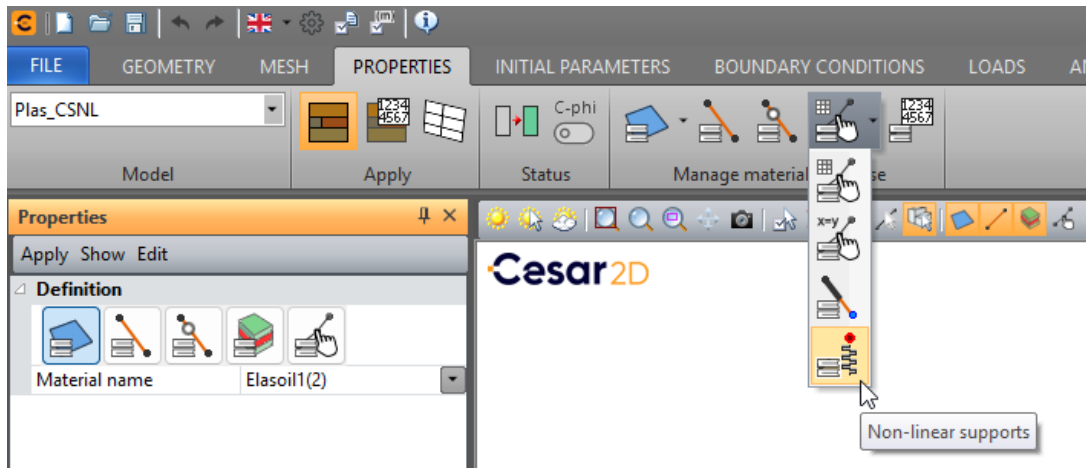 FILE GEOMETRY MESH PROPERTIES INITIAL PARAMETERS BOUNDARY CONDITIONS LOADS
Plas_CSNL
1234
4567
C-phi
1234
4567
Model Apply Status Manage material
Properties
Apply Show Edit
Definition
Material name Elasoil1(2)
Cesar2D
x=y
Non-linear supports